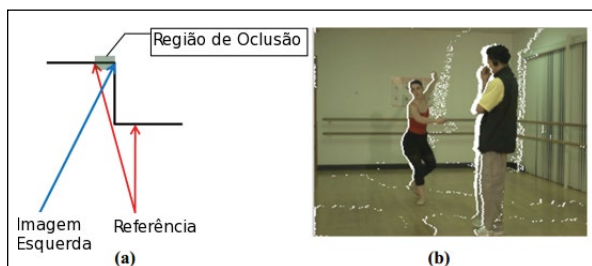 Região de Oclusão
Imagem
Esquerda
Referência
(a)
(b)